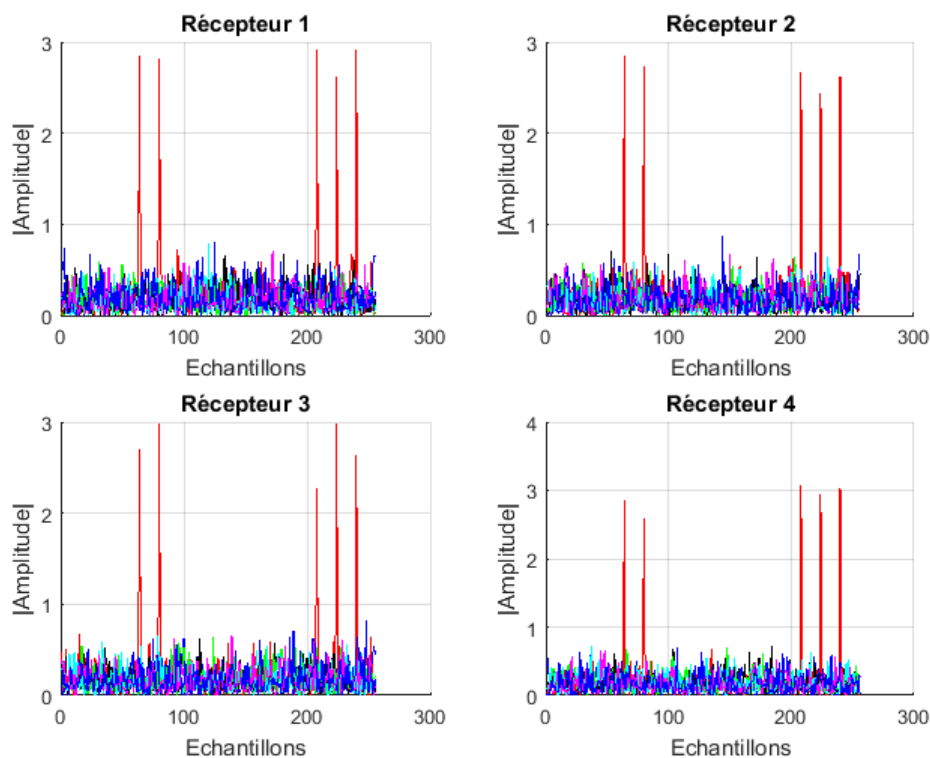 Récepteur 1
3
2
1
0
0
100
200
300
|Amplitude|
Echantillons
Récepteur 2
3
2
1
0
0
100
200
300
|Amplitude|
Echantillons
Récepteur 3
3
2
1
0
0
100
200
300
|Amplitude|
Echantillons
Récepteur 4
4
3
2
1
0
0
100
200
300
|Amplitude|
Echantillons